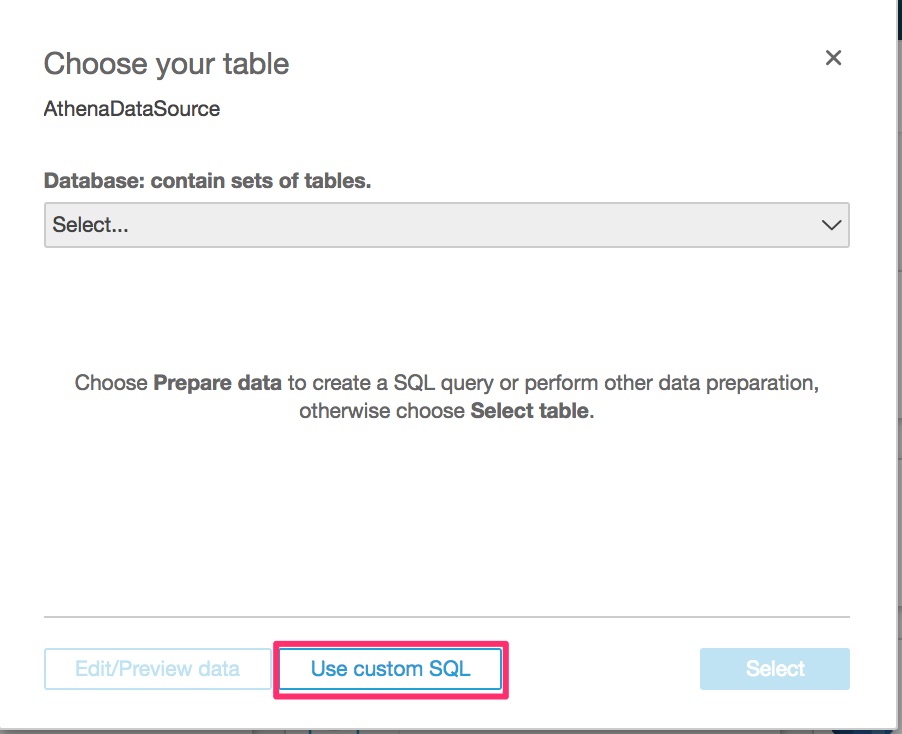 Choose your table
AthenaDataSource
Database: contain sets of tables.
Select...
Choose Prepare data to create a SQL query or perform other data preparation,
otherwise choose Select table.
Edit/Preview data
Use custom SQL
Select